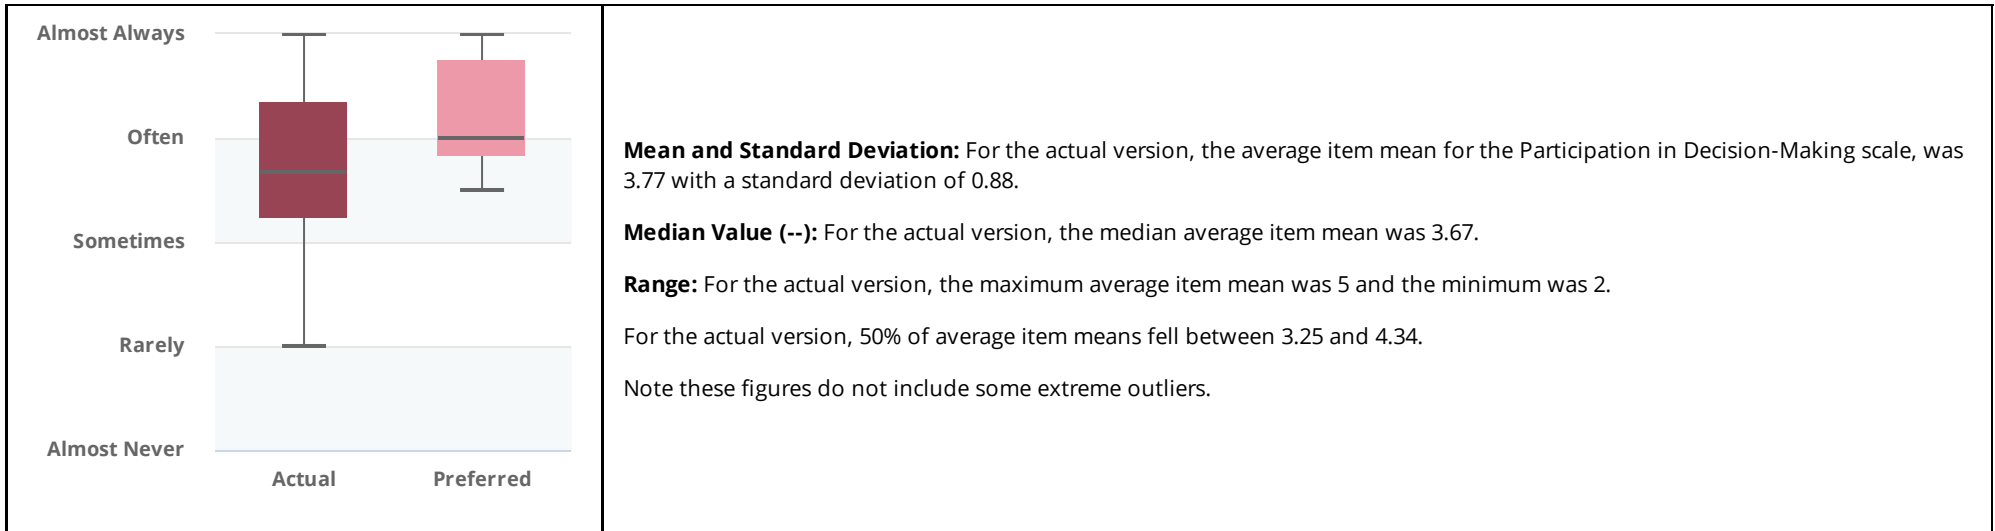 Almost Always
Often
Sometimes
Rarely
Almost Never
Actual
Preferred
Mean and Standard Deviation: For the actual version, the average item mean for the Participation in Decision-Making scale, was
3.77 with a standard deviation of 0.88.
Median Value (--): For the actual version, the median average item mean was 3.67.
Range: For the actual version, the maximum average item mean was 5 and the minimum was 2.
For the actual version, 50% of average item means fell between 3.25 and 4.34.
Note these figures do not include some extreme outliers.